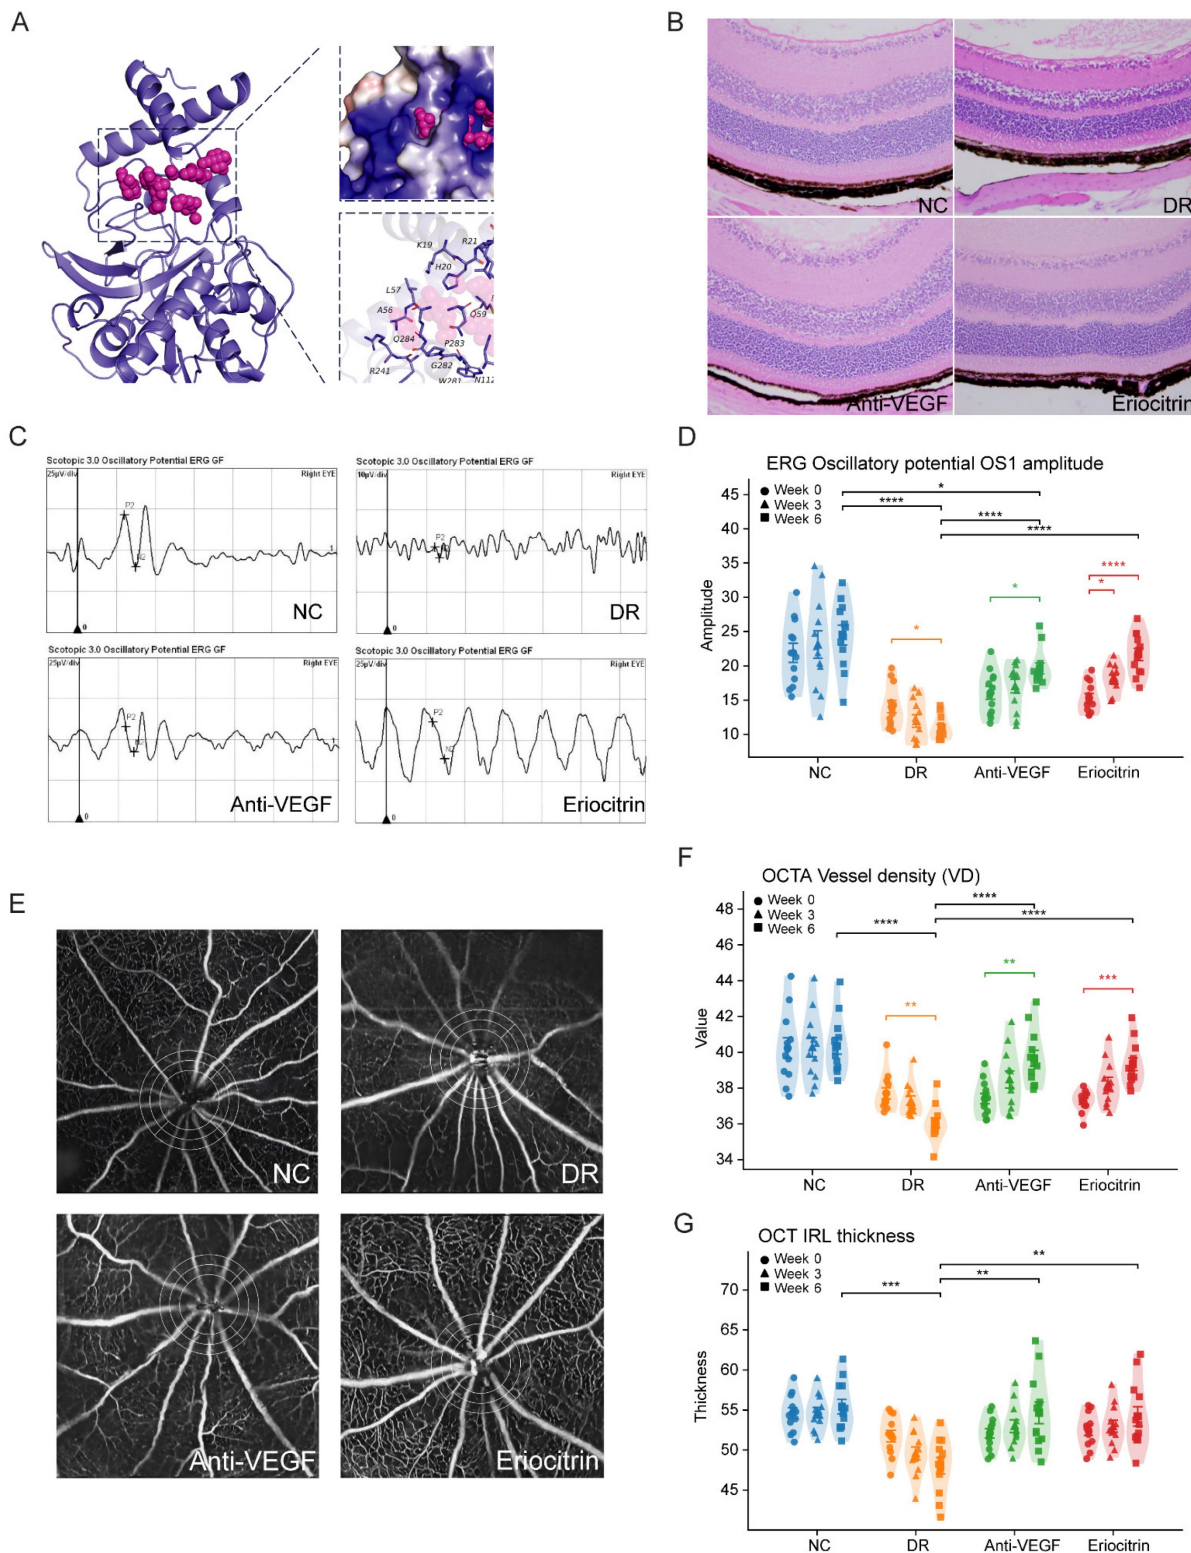 A
K19
R21
H20
L57
A56
Q59
Q284
P283
G282
R241
W281
N112
B
NC
DR
Anti-VEGF
Eriocitrin
C
Scotopic 3.0 Oscillatory Potential ERG GF
25µV/div
Right EYE
P2
N2
1
0
NC
Scotopic 3.0 Oscillatory Potential ERG GF
10µV/div
Right EYE
P2
0
DR
Scotopic 3.0 Oscillatory Potential ERG GF
25µV/div
Right EYE
P2
N2
1
0
Anti-VEGF
Scotopic 3.0 Oscillatory Potential ERG GF
25µV/div
Right EYE
P2
N2
0
Eriocitrin
D
ERG Oscillatory potential OS1 amplitude
Week 0
Week 3
Week 6
*
****
****
****
*
*
*
****
Amplitude
45
40
35
30
25
20
15
10
NC
DR
Anti-VEGF
Eriocitrin
E
NC
DR
Anti-VEGF
Eriocitrin
F
OCTA Vessel density (VD)
Week 0
Week 3
Week 6
****
****
****
**
**
***
Value
48
46
44
42
40
38
36
34
NC
DR
Anti-VEGF
Eriocitrin
G
OCT IRL thickness
Week 0
Week 3
Week 6
**
**
***
Thickness
70
65
60
55
50
45
NC
DR
Anti-VEGF
Eriocitrin